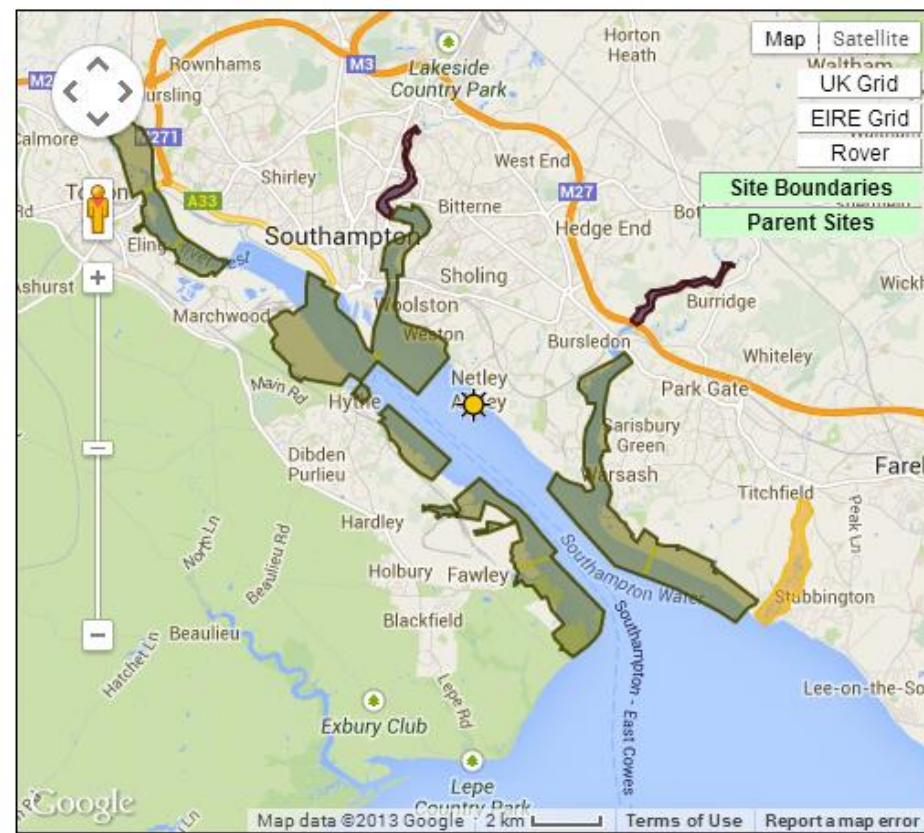 Horton
Heath
Map
Satellite
Rownhams
M3
Lakeside
Country Park
Waltham
UK Grid
EIRE Grid
Rover
Calmore
M271
West End
Shirley
M27
A33
Bitterne
Site Boundaries
Parent Sites
Hedge End
Southampton
Sholing
Ashurst
Marchwood
Woolston
Weston
Burridge
Bursledon
Whiteley
Netley
Abbey
Park Gate
Main Rd
Hythe
Sarisbury
Green
Dibden
Purlieu
Warsash
Titchfield
Hardley
Peak Ln
North Ln
Beaulieu Rd
Holbury
Fawley
Southampton Water
Stubbington
Blackfield
Beaulieu
Hatchet Ln
Southampton - East Cowes
Lepe Rd
Exbury Club
Lee-on-the-So
Lepe
Country Park
Google
Map data ©2013 Google
2 km
Terms of Use
Report a map error